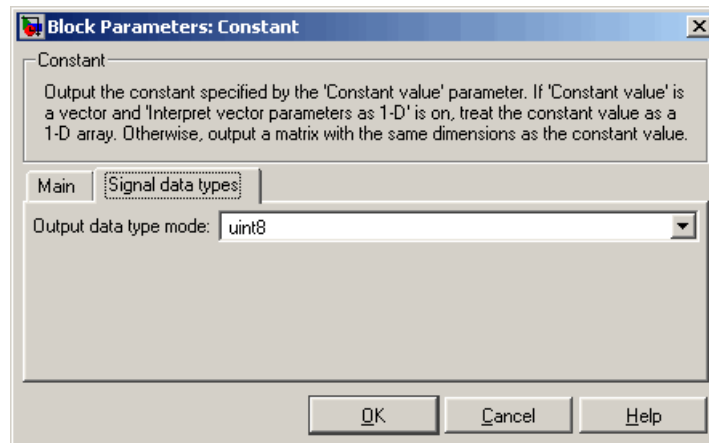 Block Parameters: Constant
Constant
Output the constant specified by the 'Constant value' parameter. If 'Constant value' is
a vector and 'Interpret vector parameters as 1-D' is on, treat the constant value as a
1-D array. Otherwise, output a matrix with the same dimensions as the constant value.
Main Signal data types
Output data type mode: uint8
OK Cancel Help